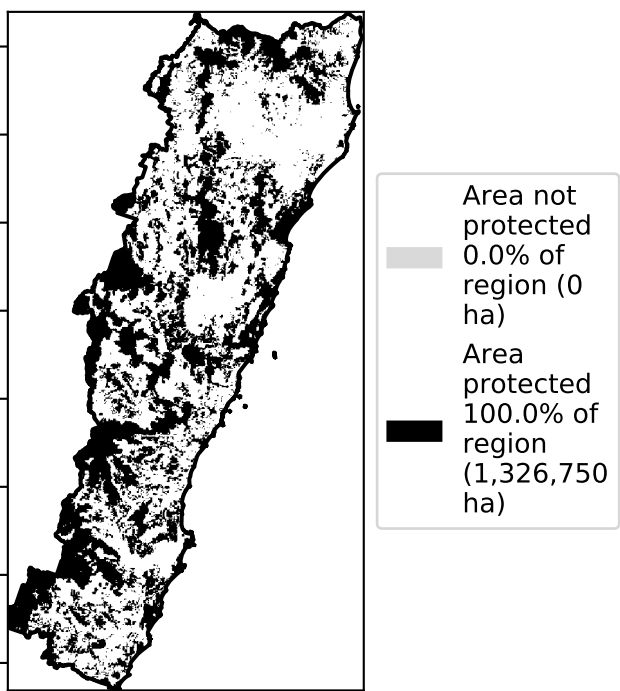 Area not
protected
0.0% of
region (0
ha)
Area
protected
100.0% of
region
(1,326,750
ha)